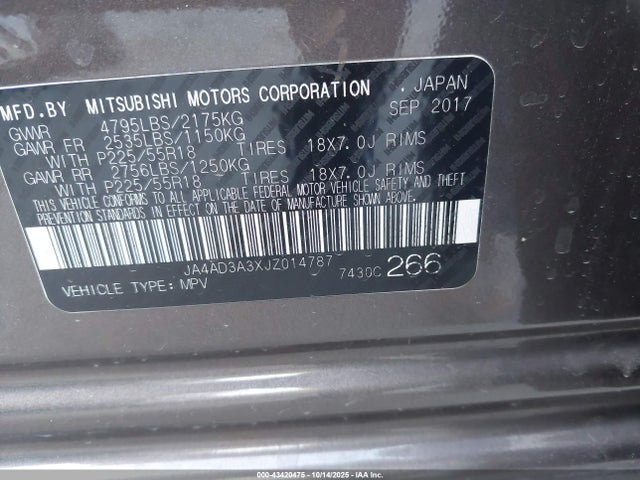 MFD.BY MITSUBISHI MOTORS CORPORATION . JAPAN
SEP 2017
GVWR 4795LBS/2175KG
GAWR FR 2535LBS/1150KG
WITH P225/55R18 TIRES 18X7.0J RIMS
GAWR RR 2756LBS/1250KG
WITH P225/55R18 TIRES 18X7.0J RIMS
THIS VEHICLE CONFORMS TO ALL APPLICABLE FEDERAL MOTOR VEHICLE SAFETY AND THEFT
PREVENTION STANDARDS IN EFFECT ON THE DATE OF MANUFACTURE SHOWN ABOVE.
JA4AD3A3XJZ014787 7430C 266
VEHICLE TYPE: MPV
000-43420475 | 10/14/2025 | IAA Inc.